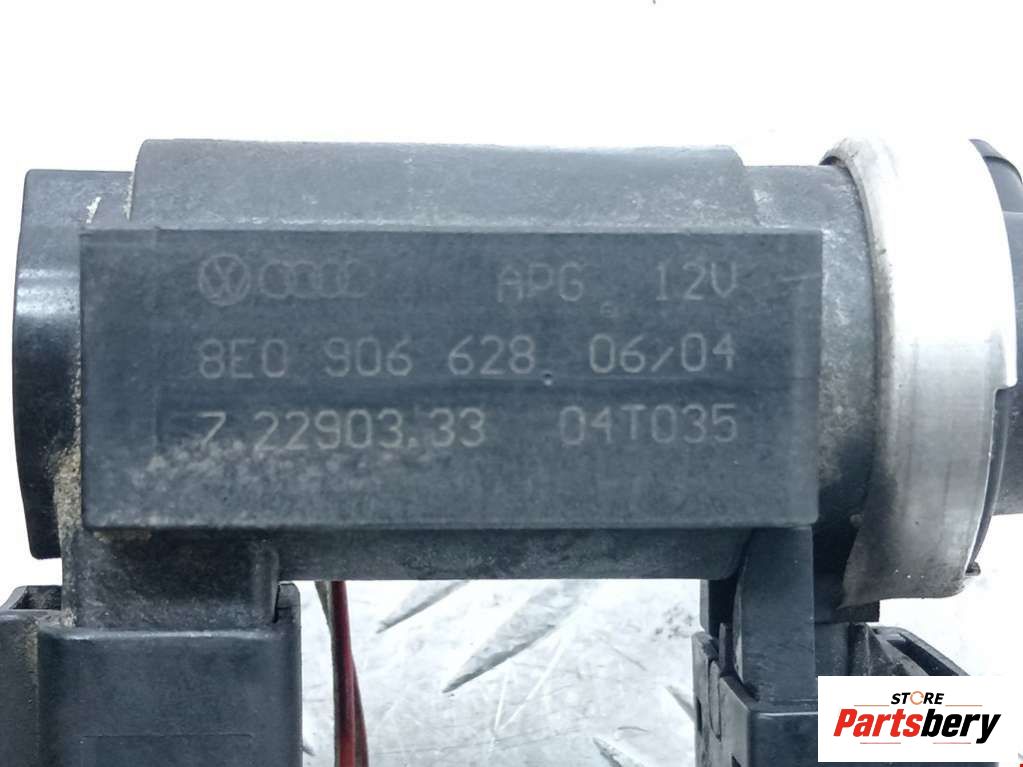 APG 12V
8E0 906 628 06/04
7.22903.33 04T035
STORE
Partsbery